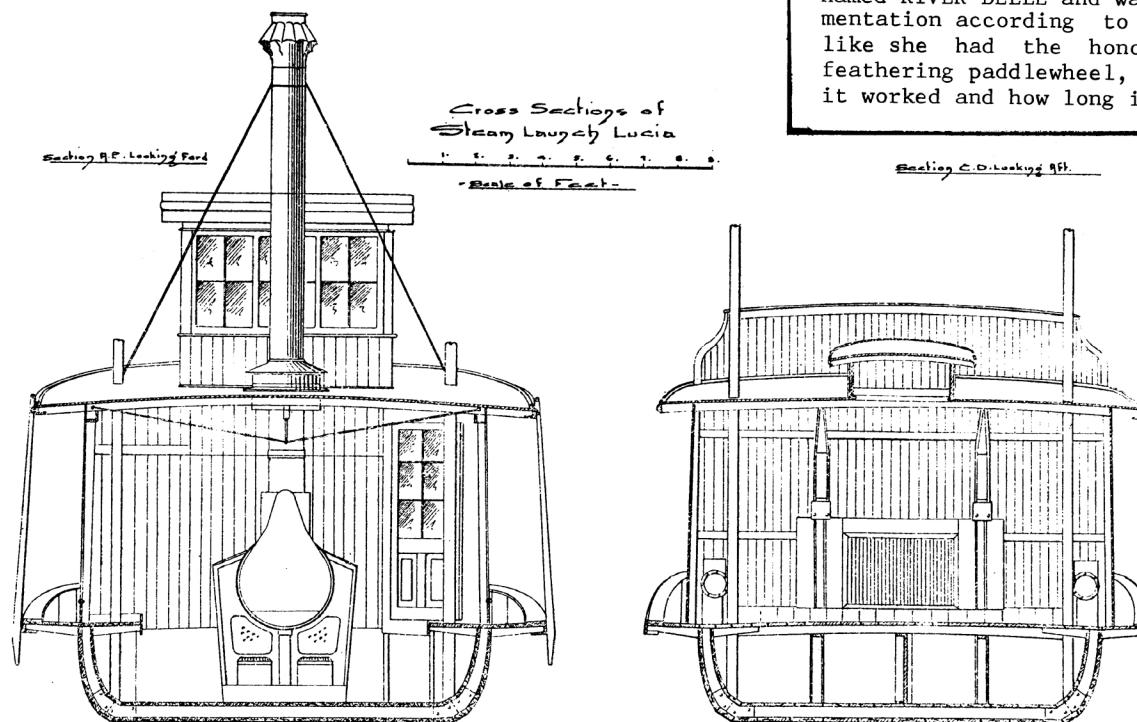 named RIVER BELLE and wa
mentation according to
like she had the hono
feathering paddlewheel,
it worked and how long i
Cross Sections of
Steam Launch Lucia
Section A.B. Looking Ford
1. 2. 3. 4. 5. 6. 7. 8. 9.
- Scale of Feet -
Section C.D. Looking Aft.